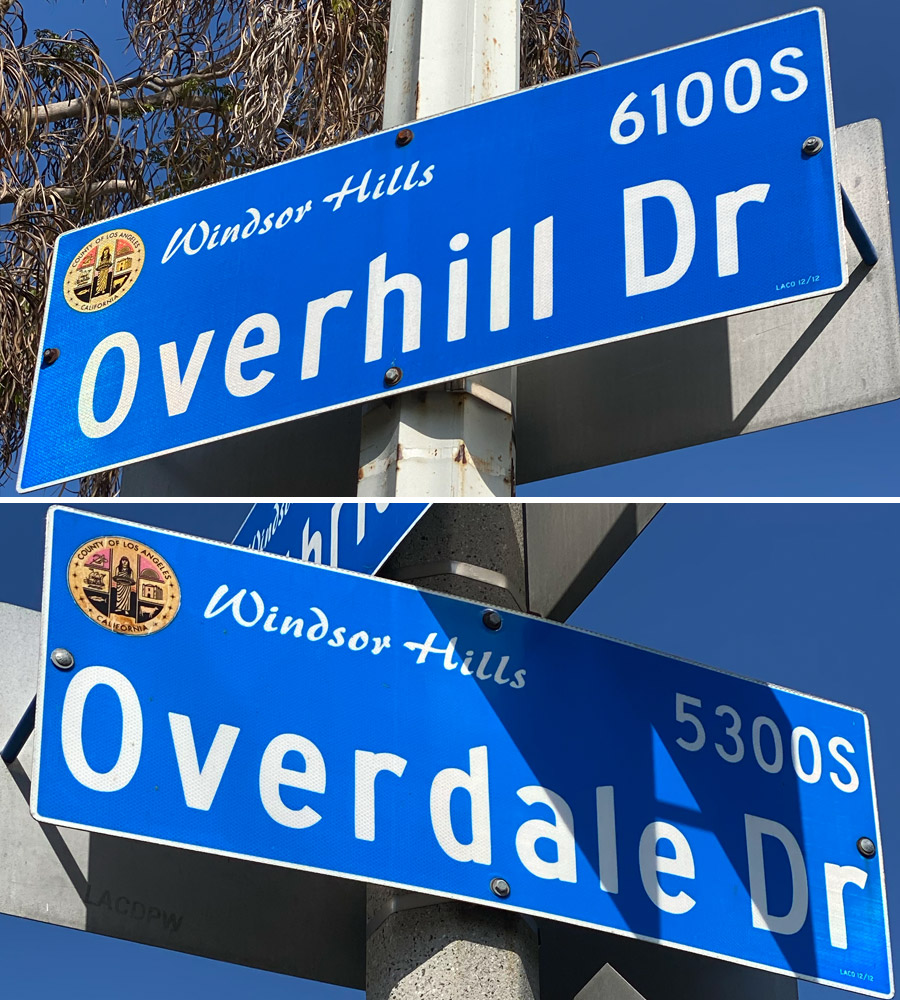 6100S
Windsor Hills
COUNTY OF LOS ANGELES
CALIFORNIA
Overhill Dr
LACO 12/12
COUNTY OF LOS ANGELES
CALIFORNIA
Windsor Hills
5300S
Overdale Dr
LACDPW
LACO 12/12